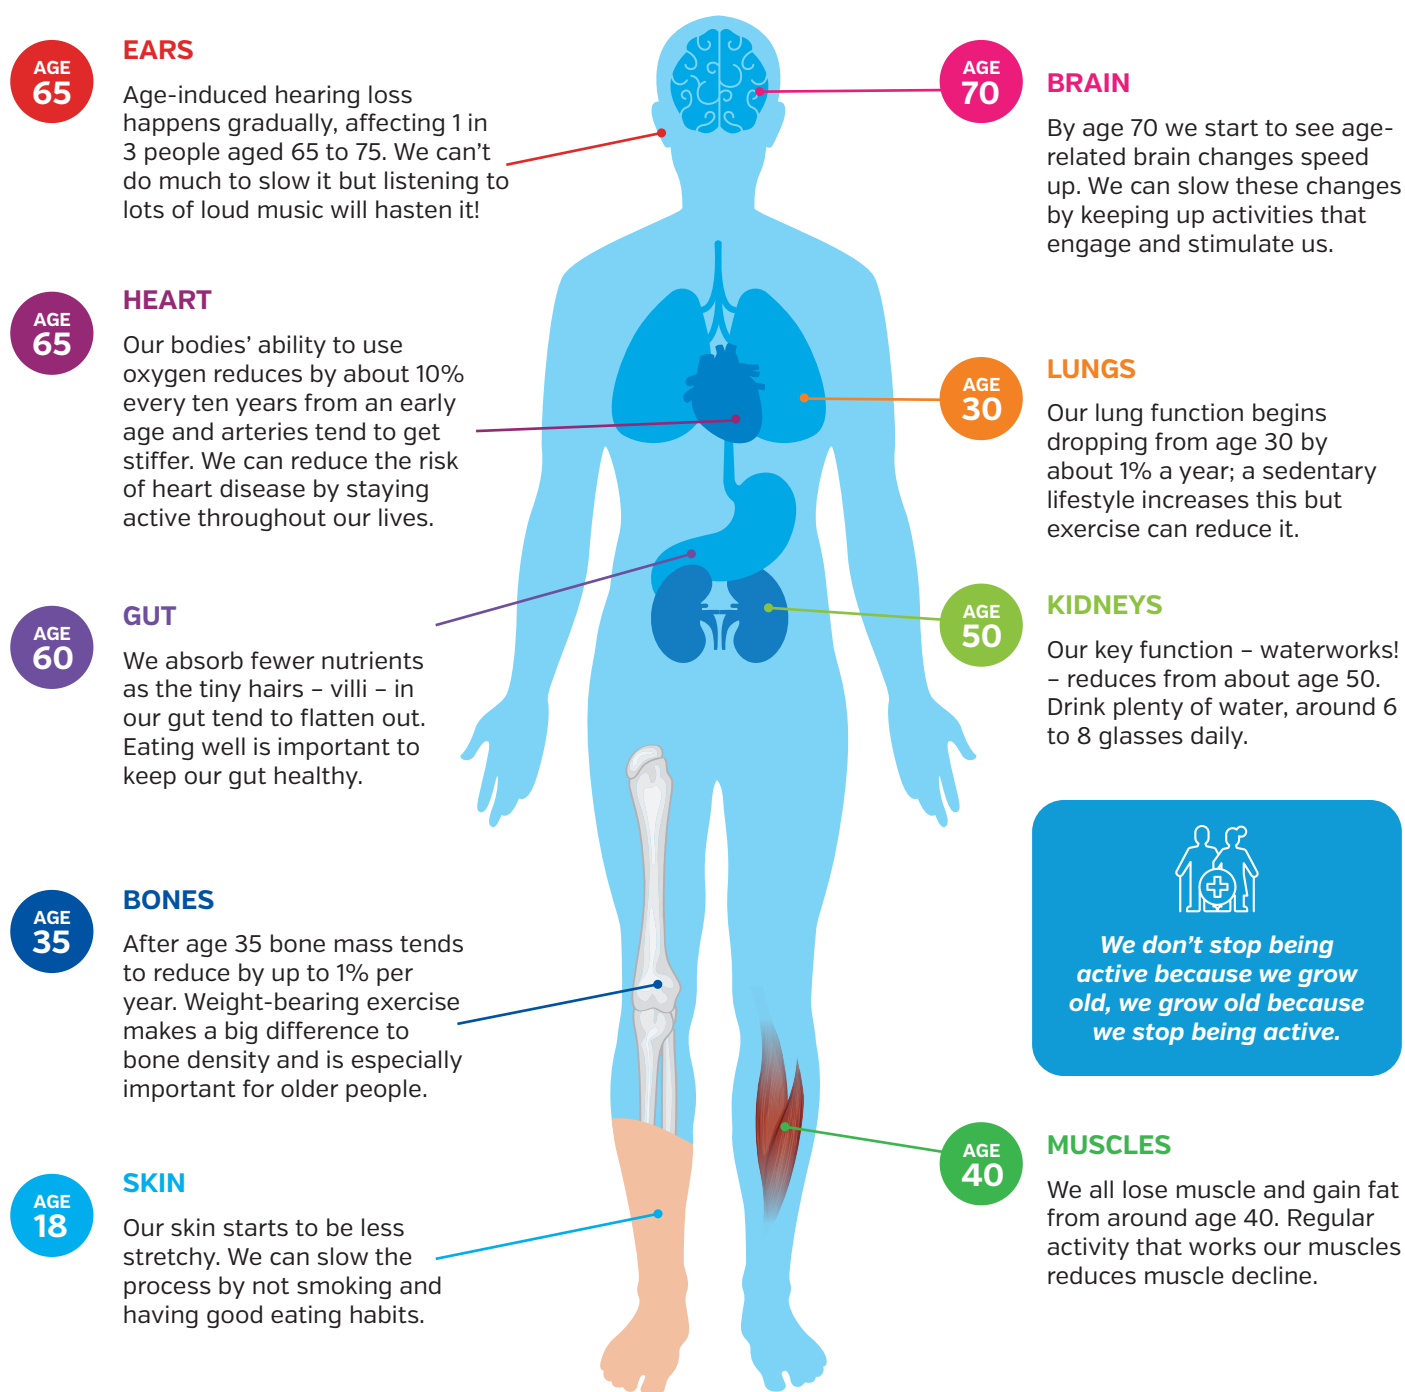 AGE
65
EARS
Age-induced hearing loss
happens gradually, affecting 1 in
3 people aged 65 to 75. We can’t
do much to slow it but listening to
lots of loud music will hasten it!
AGE
65
HEART
Our bodies’ ability to use
oxygen reduces by about 10%
every ten years from an early
age and arteries tend to get
stiffer. We can reduce the risk
of heart disease by staying
active throughout our lives.
AGE
60
GUT
We absorb fewer nutrients
as the tiny hairs – villi – in
our gut tend to flatten out.
Eating well is important to
keep our gut healthy.
AGE
35
BONES
After age 35 bone mass tends
to reduce by up to 1% per
year. Weight-bearing exercise
makes a big difference to
bone density and is especially
important for older people.
AGE
18
SKIN
Our skin starts to be less
stretchy. We can slow the
process by not smoking and
having good eating habits.
AGE
70
BRAIN
By age 70 we start to see age-
related brain changes speed
up. We can slow these changes
by keeping up activities that
engage and stimulate us.
AGE
30
LUNGS
Our lung function begins
dropping from age 30 by
about 1% a year; a sedentary
lifestyle increases this but
exercise can reduce it.
AGE
50
KIDNEYS
Our key function – waterworks!
– reduces from about age 50.
Drink plenty of water, around 6
to 8 glasses daily.
We don’t stop being
active because we grow
old, we grow old because
we stop being active.
AGE
40
MUSCLES
We all lose muscle and gain fat
from around age 40. Regular
activity that works our muscles
reduces muscle decline.